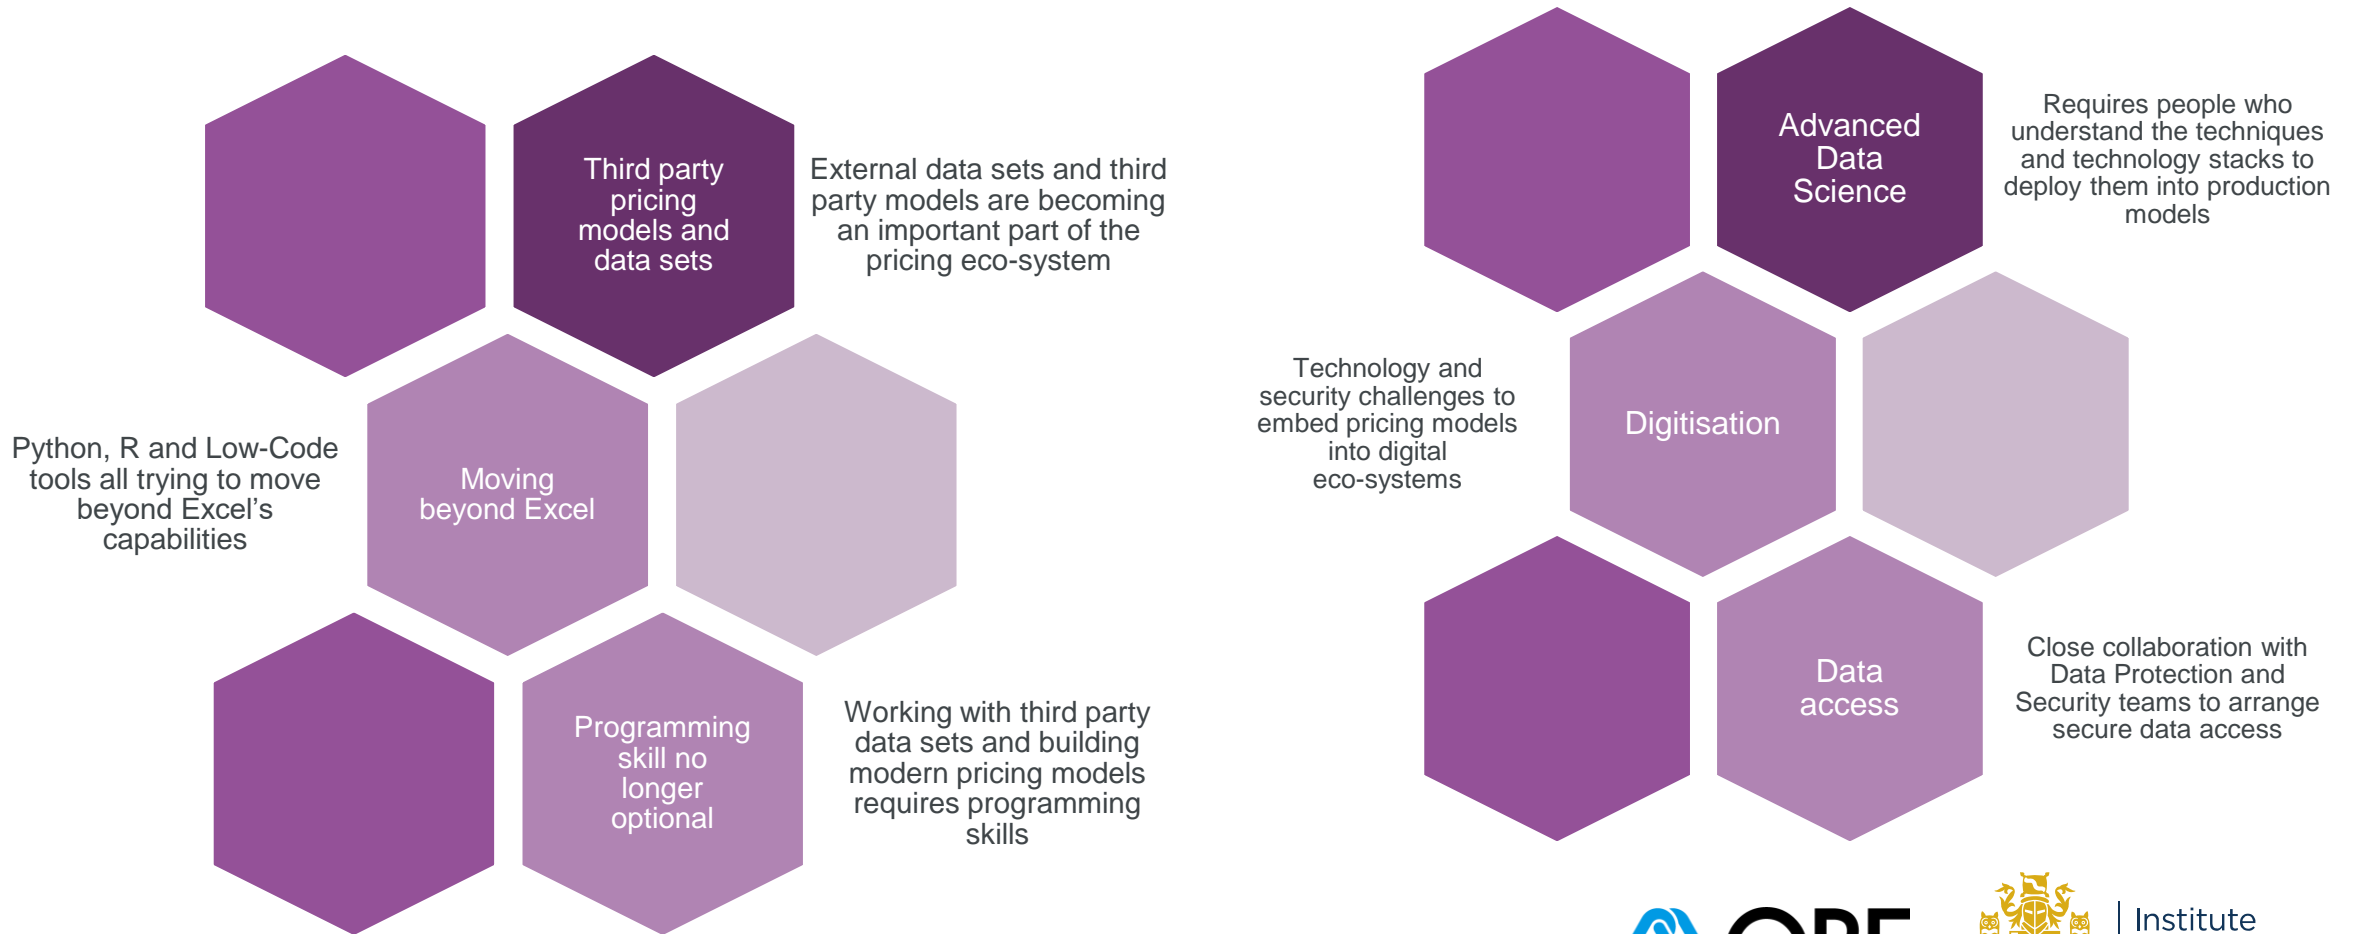 Third party
pricing
models and
data sets
External data sets and third
party models are becoming
an important part of the
pricing eco-system
Python, R and Low-Code
tools all trying to move
beyond Excel’s
capabilities
Moving
beyond Excel
Programming
skill no
longer
optional
Working with third party
data sets and building
modern pricing models
requires programming
skills
Advanced
Data
Science
Requires people who
understand the techniques
and technology stacks to
deploy them into production
models
Technology and
security challenges to
embed pricing models
into digital
eco-systems
Digitisation
Data
access
Close collaboration with
Data Protection and
Security teams to arrange
secure data access
QBE
Institute